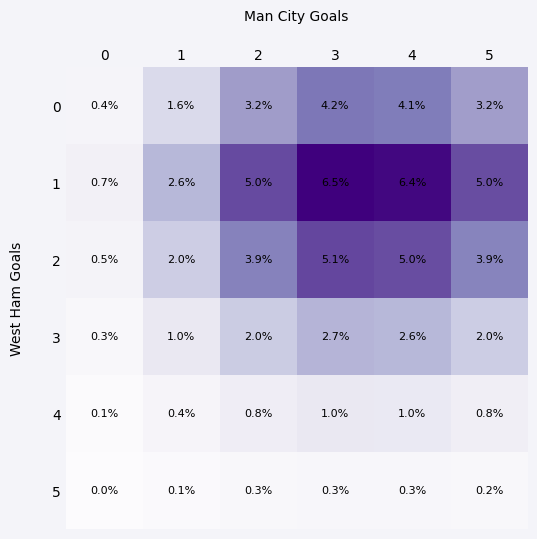 Man City Goals
0 1 2 3 4 5
0 0.4% 1.6% 3.2% 4.2% 4.1% 3.2%
1 0.7% 2.6% 5.0% 6.5% 6.4% 5.0%
2 0.5% 2.0% 3.9% 5.1% 5.0% 3.9%
3 0.3% 1.0% 2.0% 2.7% 2.6% 2.0%
4 0.1% 0.4% 0.8% 1.0% 1.0% 0.8%
5 0.0% 0.1% 0.3% 0.3% 0.3% 0.2%
West Ham Goals